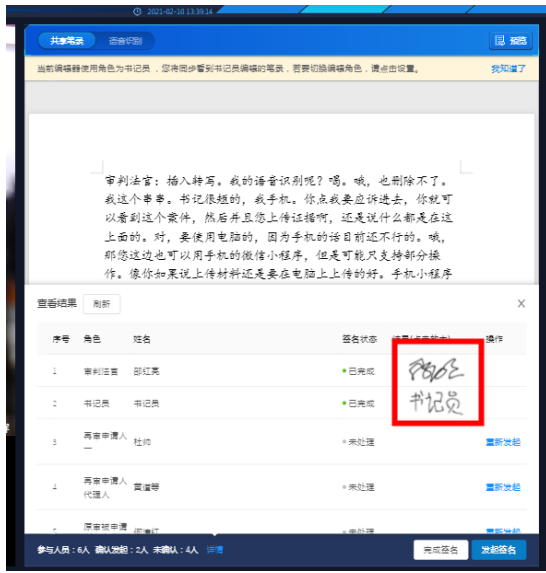 2021-02-10 13:39:14
共享笔录 语音识别 预览
当前编辑器使用角色为书记员，您将同步看到书记员编辑的笔录，若要切换编辑角色，请点击设置。 我知道了
审判法官：插入转写。我的语音识别呢？喝。哦，也删除不了。
我这个事事。书记很短的，我手机。你点我要应诉进去，你就可
以看到这个案件，然后并且您上传证据啊，还是说什么都是在这
上面的。对，要使用电脑的，因为手机的话目前还不行的。哦，
那您这边也可以用手机的微信小程序，但是可能只支持部分操
作。像你如果说上传材料还是要在电脑上上传的好。手机小程序
查看结果 刷新
序号 角色 姓名 签名状态 操作
1 审判法官 邵红亮 已完成
2 书记员 书记员 已完成 书记员
3 再审申请人一 杜帅 未处理 重新发起
4 再审申请人代理人 黄道等 未处理 重新发起
原审被申请
参与人员：6人 确认发起：2人 未确认：4人 详情 完成签名 发起签名